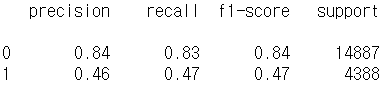 precision recall f1-score support
0 0.84 0.83 0.84 14887
1 0.46 0.47 0.47 4388